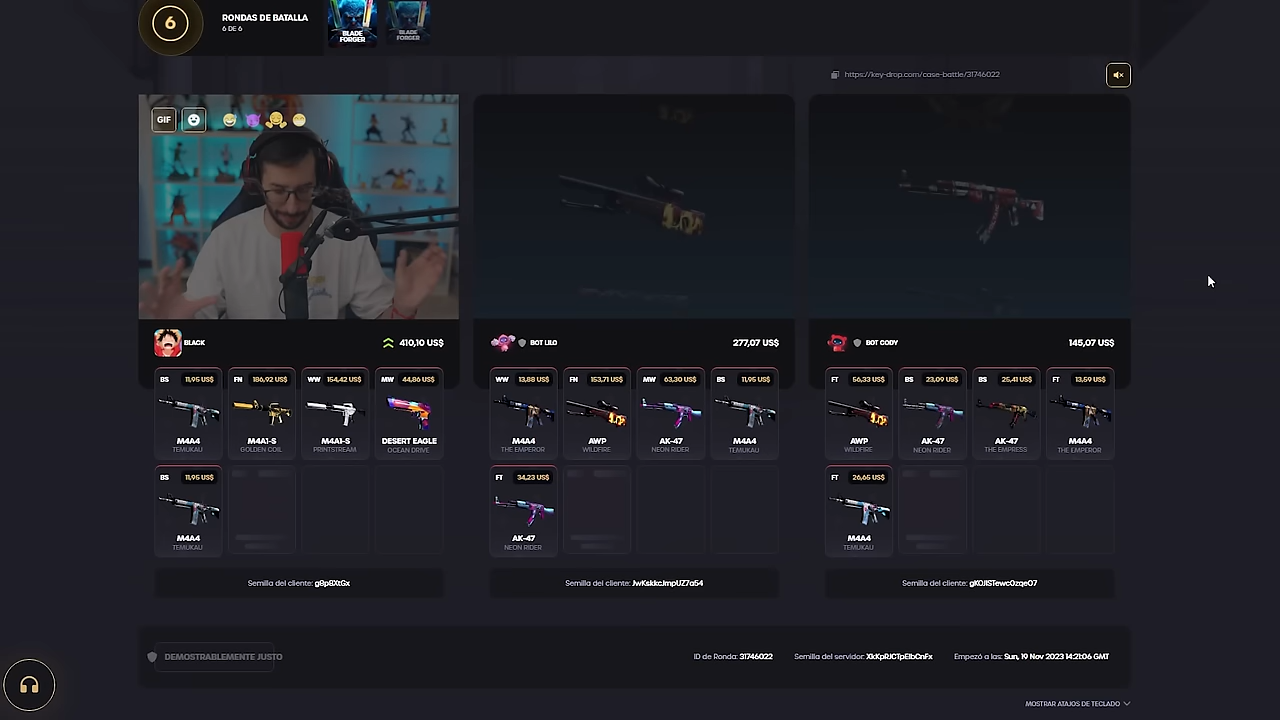 6
RONDAS DE BATALLA
6 DE 6
BLADE FORGER
BLADE FORGER
https://key-drop.com/case-battle/31746022
GIF
BLACK
410,10 US$
BOT LILO
277,07 US$
BOT CODY
145,07 US$
BS 11,95 US$
M4A4
TEMUKAU
FN 186,92 US$
M4A1-S
GOLDEN COIL
WW 154,42 US$
M4A1-S
PRINTSTREAM
MW 44,86 US$
DESERT EAGLE
OCEAN DRIVE
WW 13,88 US$
M4A4
THE EMPEROR
FN 153,71 US$
AWP
WILDFIRE
MW 63,30 US$
AK-47
NEON RIDER
BS 11,95 US$
M4A4
TEMUKAU
FT 56,33 US$
AWP
WILDFIRE
BS 23,09 US$
AK-47
NEON RIDER
BS 25,41 US$
AK-47
THE EMPRESS
FT 13,59 US$
M4A4
THE EMPEROR
BS 11,95 US$
M4A4
TEMUKAU
FT 34,23 US$
AK-47
NEON RIDER
FT 26,65 US$
M4A4
TEMUKAU
Semilla del cliente:
Semilla del cliente:
Semilla del cliente:
DEMOSTRABLEMENTE JUSTO
ID de Ronda: 31746022
Semilla del servidor:
Empezó a las: Sun, 19 Nov 2023 14:21:06 GMT
MOSTRAR ATAJOS DE TECLADO